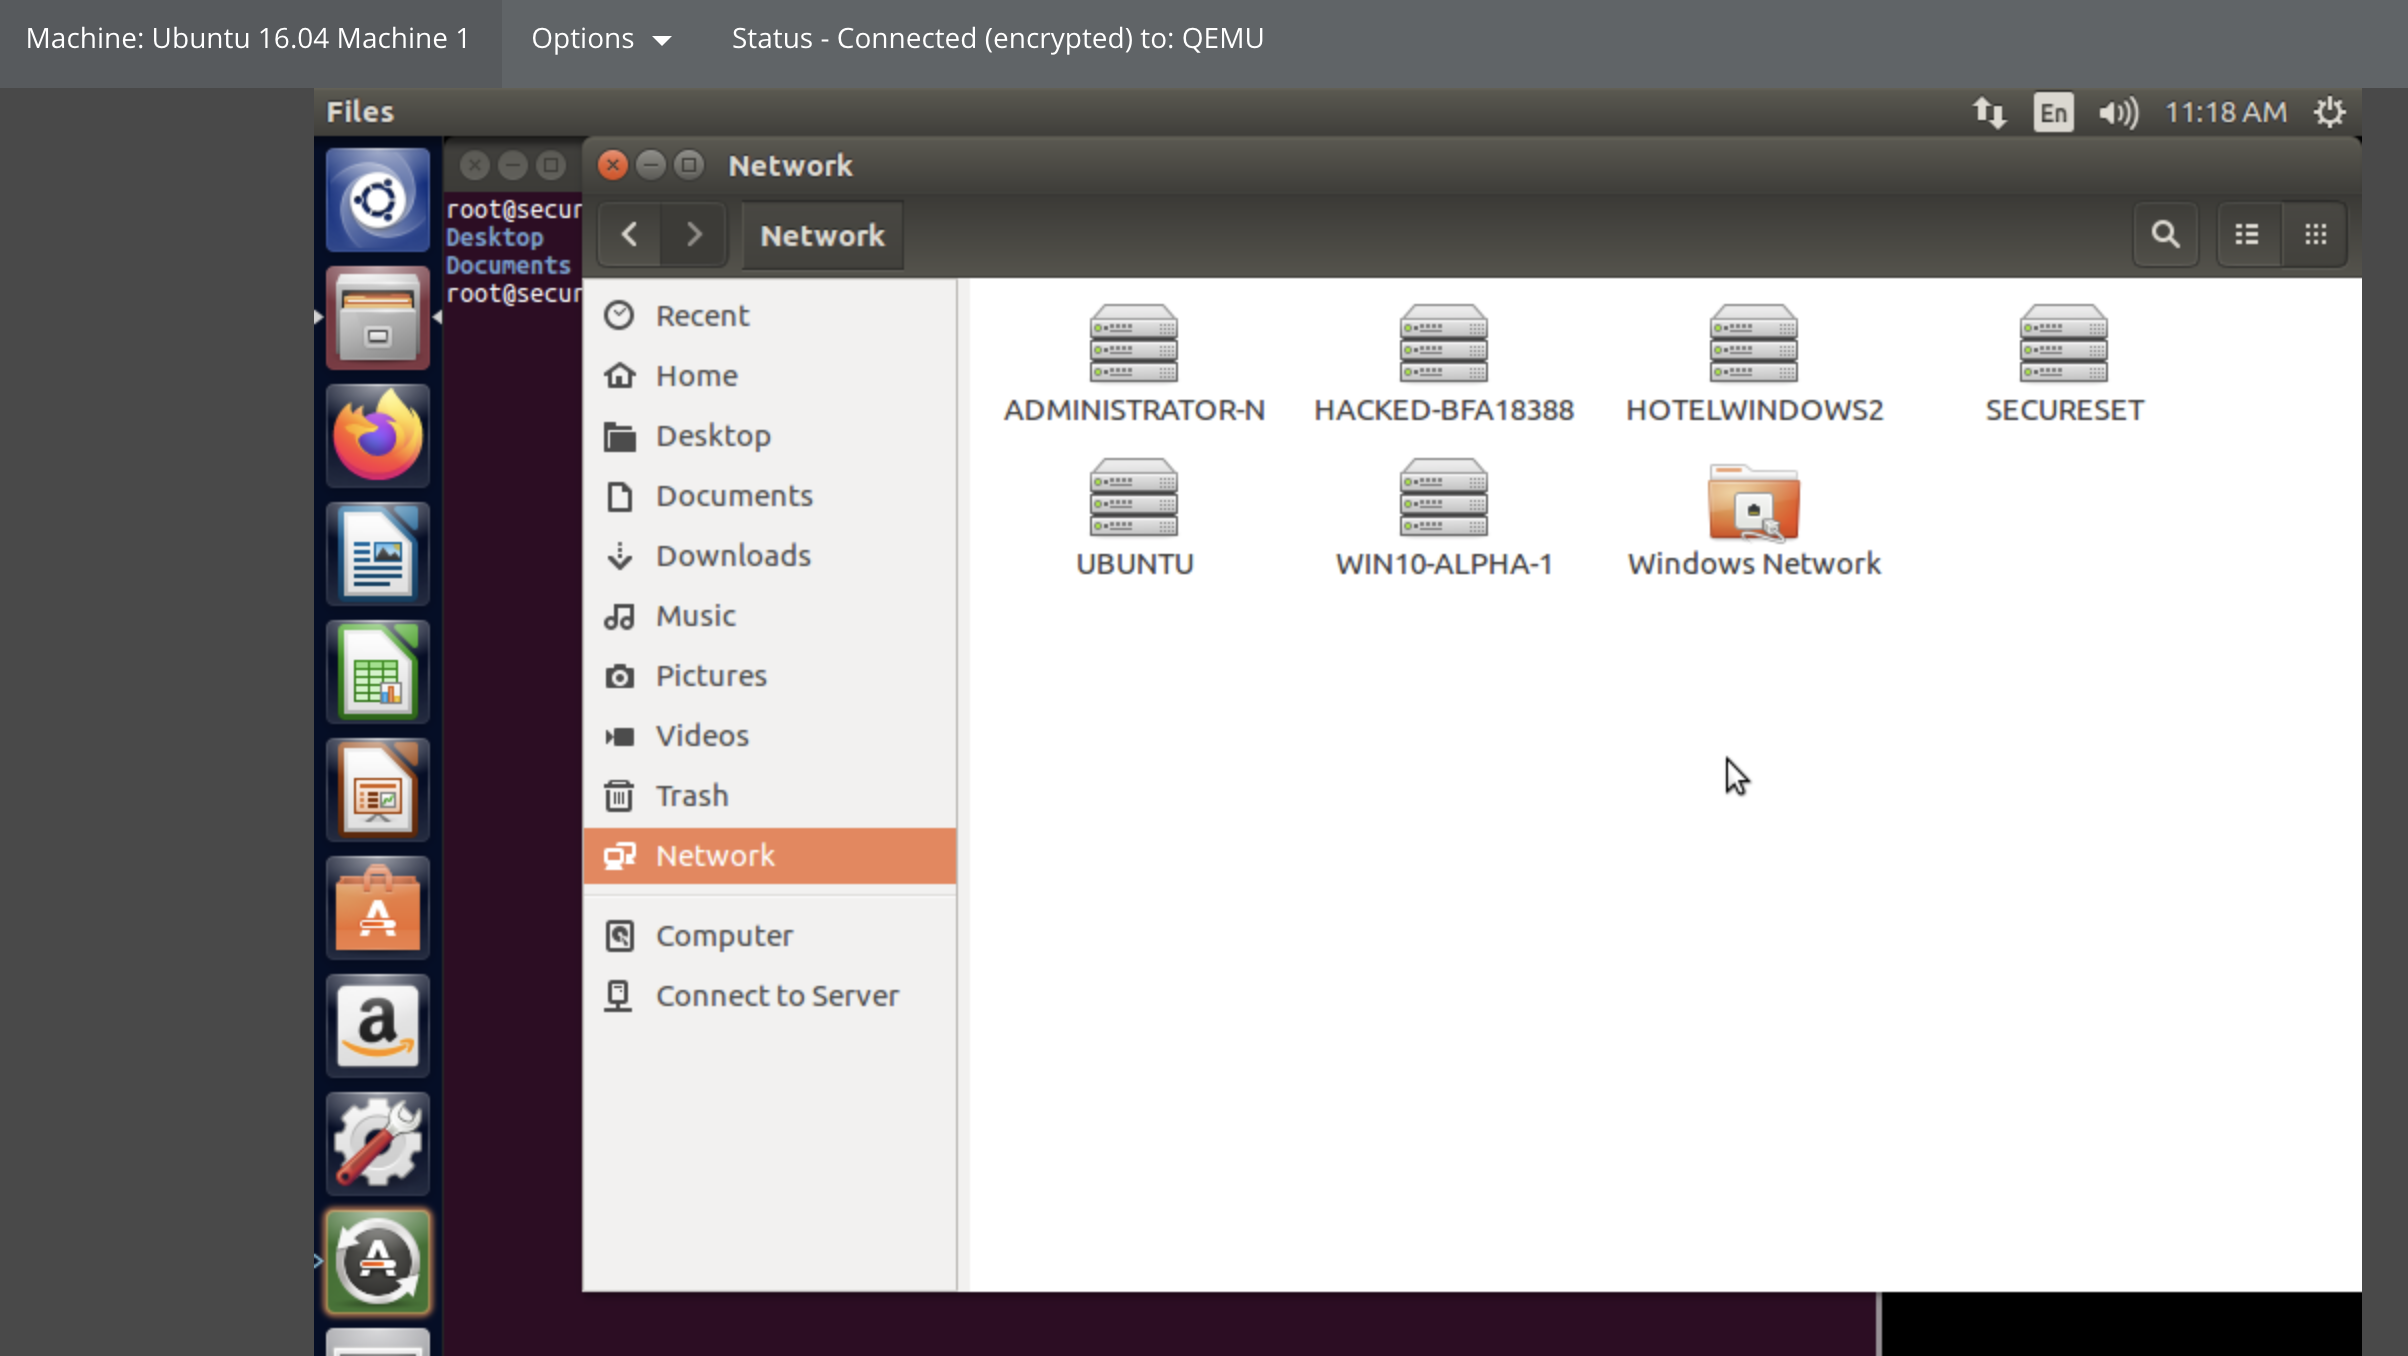 Machine: Ubuntu 16.04 Machine 1
Options
Status - Connected (encrypted) to: QEMU
Files
En
11:18 AM
Network
Network
root@secur
Desktop
Documents
root@secur
Recent
Home
Desktop
Documents
Downloads
Music
Pictures
Videos
Trash
Network
Computer
Connect to Server
ADMINISTRATOR-N
HACKED-BFA18388
HOTELWINDOWS2
SECURESET
UBUNTU
WIN10-ALPHA-1
Windows Network